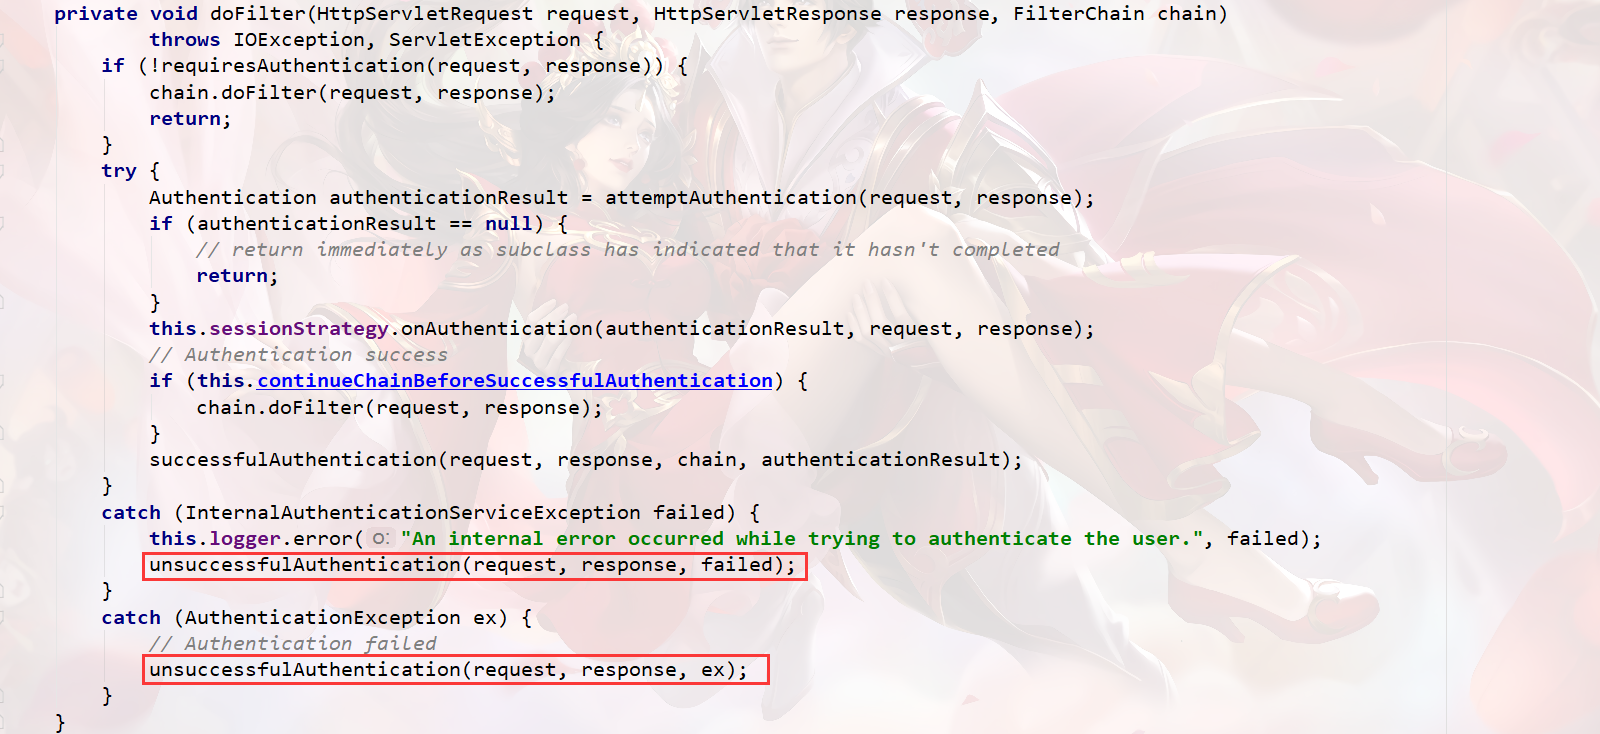 private void doFilter(HttpServletRequest request, HttpServletResponse response, FilterChain chain)
throws IOException, ServletException {
if (!requiresAuthentication(request, response)) {
chain.doFilter(request, response);
return;
}
try {
Authentication authenticationResult = attemptAuthentication(request, response);
if (authenticationResult == null) {
// return immediately as subclass has indicated that it hasn't completed
return;
}
this.sessionStrategy.onAuthentication(authenticationResult, request, response);
// Authentication success
if (this.continueChainBeforeSuccessfulAuthentication) {
chain.doFilter(request, response);
}
successfulAuthentication(request, response, chain, authenticationResult);
}
catch (InternalAuthenticationServiceException failed) {
this.logger.error( o: "An internal error occurred while trying to authenticate the user.", failed);
unsuccessfulAuthentication(request, response, failed);
}
catch (AuthenticationException ex) {
// Authentication failed
unsuccessfulAuthentication(request, response, ex);
}
}